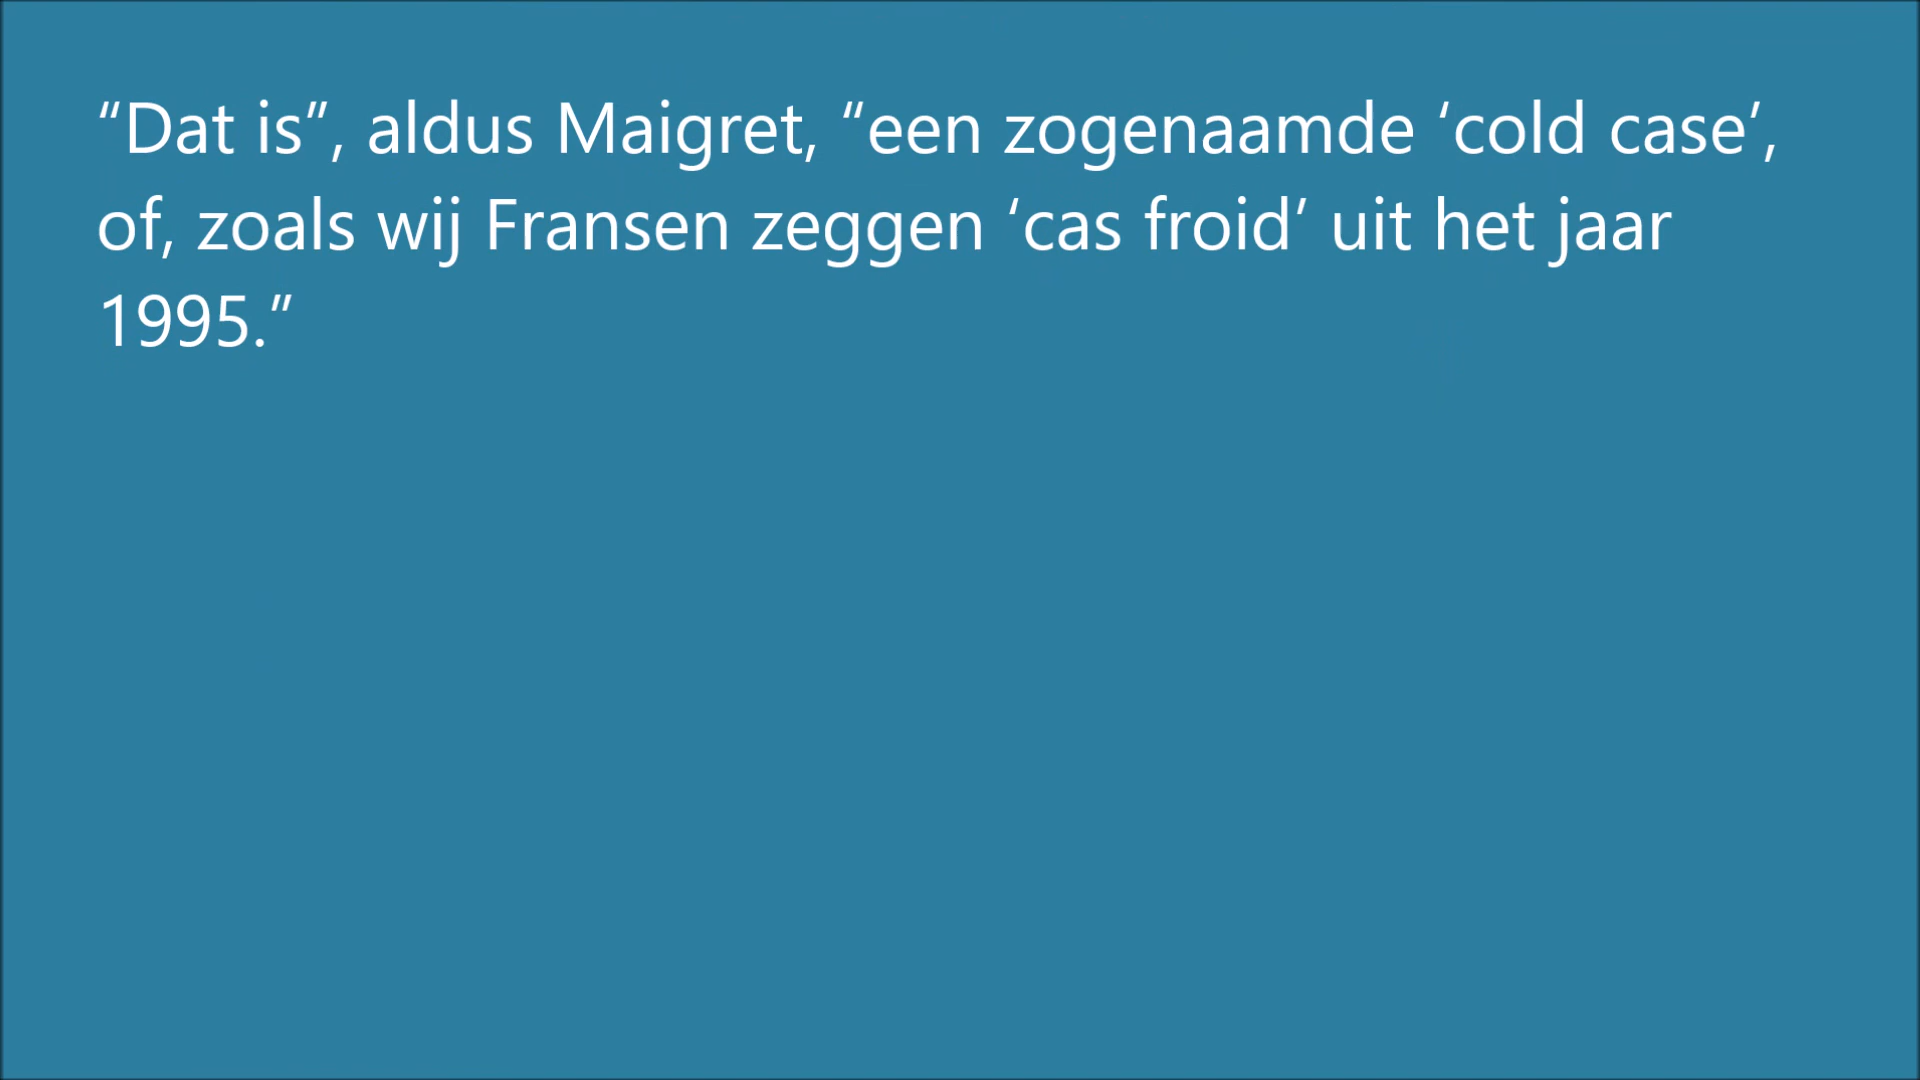 “Dat is”, aldus Maigret, “een zogenaamde ‘cold case’,
of, zoals wij Fransen zeggen ‘cas froid’ uit het jaar
1995.”